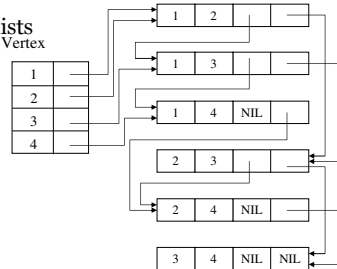 ists
Vertex
1 2
1
1 3
2
3
1 4 NIL
4
2 3
2 4 NIL
3 4 NIL NIL